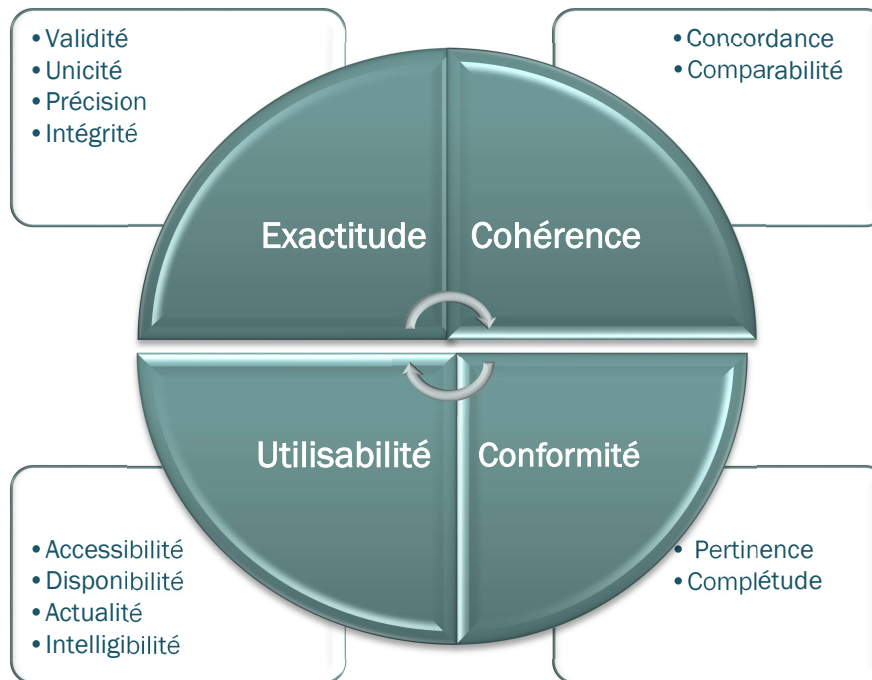 • Validité
• Unicité
• Précision
• Intégrité
• Concordance
• Comparabilité
Exactitude
Cohérence
Utilisabilité
Conformité
• Accessibilité
• Disponibilité
• Actualité
• Intelligibilité
• Pertinence
• Complétude